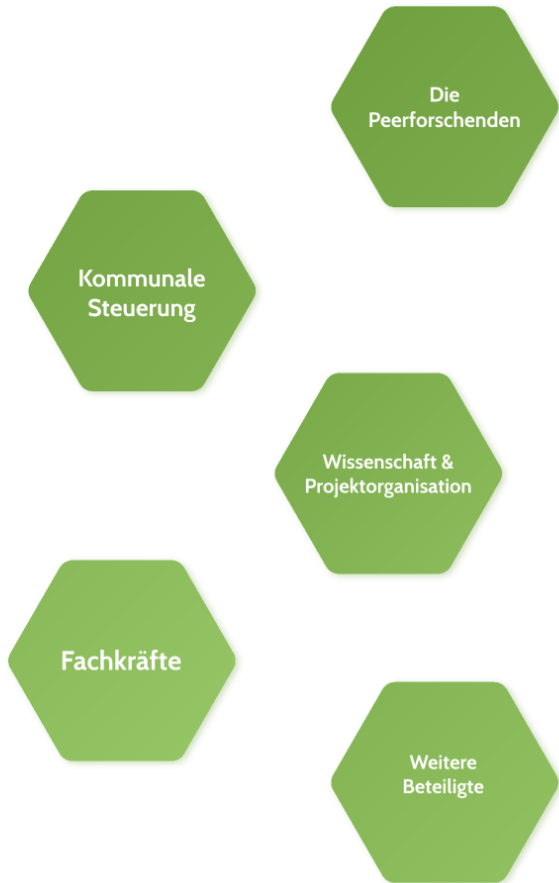 Die
Peerforschenden
Kommunale
Steuerung
Wissenschaft &
Projektorganisation
Fachkräfte
Weitere
Beteiligte